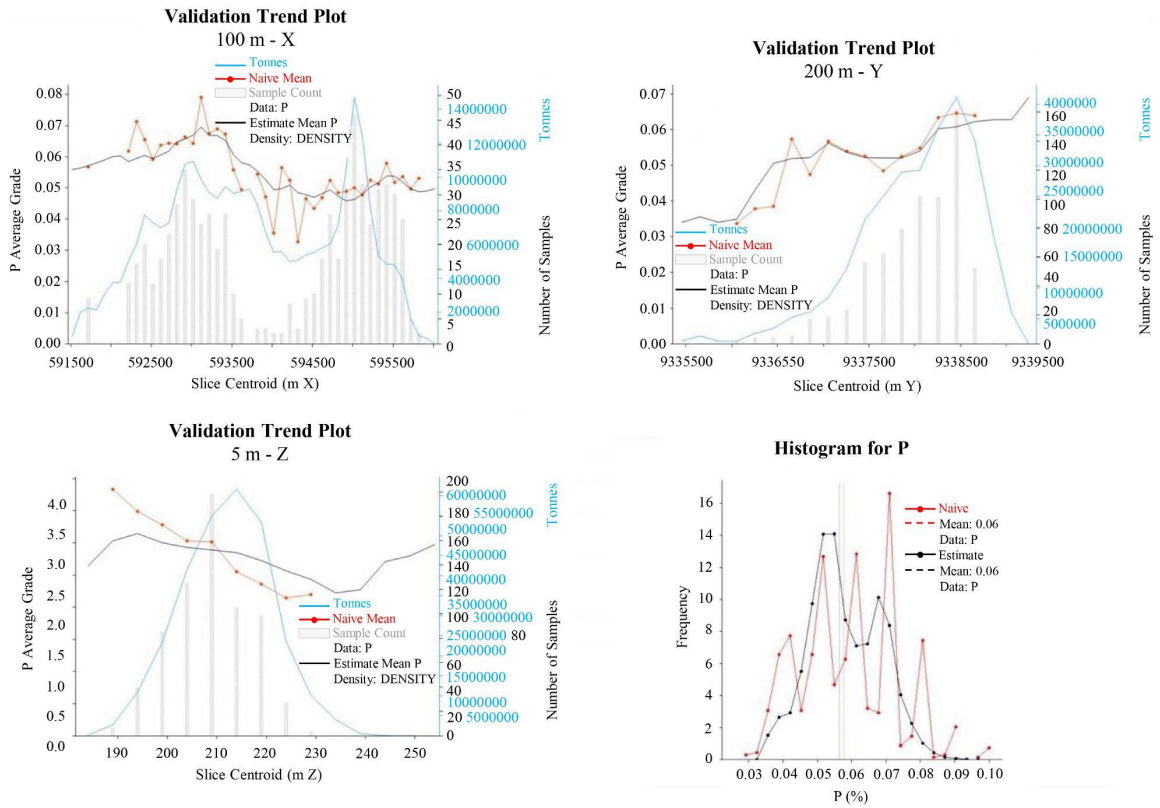 Validation Trend Plot
100 m - X
Tonnes
Naive Mean
Sample Count
Data: P
Estimate Mean P
Density: DENSITY
0.08
0.07
0.06
0.05
0.04
0.03
0.02
0.01
0.00
P Average Grade
591500
592500
593500
594500
595500
Slice Centroid (m X)
50
45
40
35
30
25
20
15
10
5
0
14000000
12000000
10000000
8000000
6000000
4000000
2000000
Tonnes
Number of Samples
Validation Trend Plot
200 m - Y
Tonnes
Naive Mean
Sample Count
Data: P
Estimate Mean P
Density: DENSITY
0.07
0.06
0.05
0.04
0.03
0.02
0.01
0.00
P Average Grade
9335500
9336500
9337500
9338500
9339500
Slice Centroid (m Y)
160
140
120
100
80
60
40
20
0
4000000
35000000
30000000
25000000
20000000
15000000
10000000
5000000
Tonnes
Number of Samples
Validation Trend Plot
5 m - Z
Tonnes
Naive Mean
Sample Count
Data: P
Estimate Mean P
Density: DENSITY
4.0
3.5
3.0
2.5
2.0
1.5
1.0
0.5
0.0
P Average Grade
190
200
210
220
230
240
250
Slice Centroid (m Z)
200
180
160
140
120
100
80
60
40
20
0
60000000
55000000
50000000
45000000
40000000
35000000
30000000
25000000
20000000
15000000
10000000
5000000
Tonnes
Number of Samples
Histogram for P
Naive
Mean: 0.06
Data: P
Estimate
Mean: 0.06
Data: P
16
14
12
10
8
6
4
2
0
Frequency
0.03
0.04
0.05
0.06
0.07
0.08
0.09
0.10
P (%)